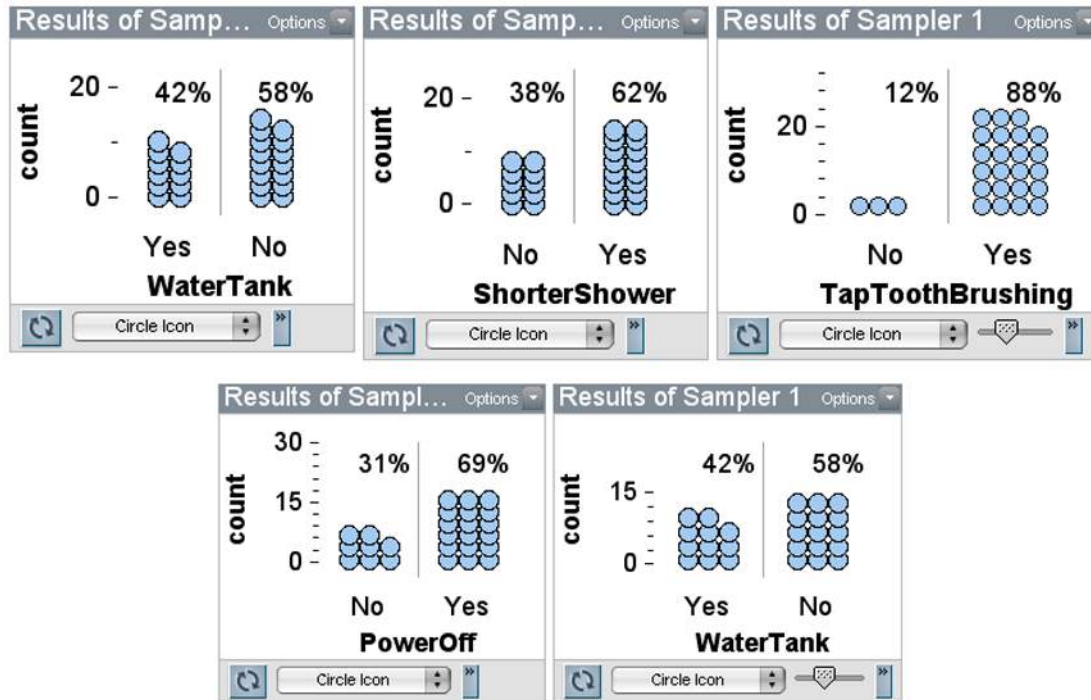 Results of Samp... Options
20
42% 58%
count
0
Yes No
WaterTank
Circle Icon »
Results of Samp... Options
20
38% 62%
count
0
No Yes
ShorterShower
Circle Icon »
Results of Sampler 1 Options
12% 88%
20
count
0
No Yes
TapToothBrushing
Circle Icon »
Results of Sampl... Options
30
31% 69%
15
count
0
No Yes
PowerOff
Circle Icon »
Results of Sampler 1 Options
42% 58%
15
count
0
Yes No
WaterTank
Circle Icon »